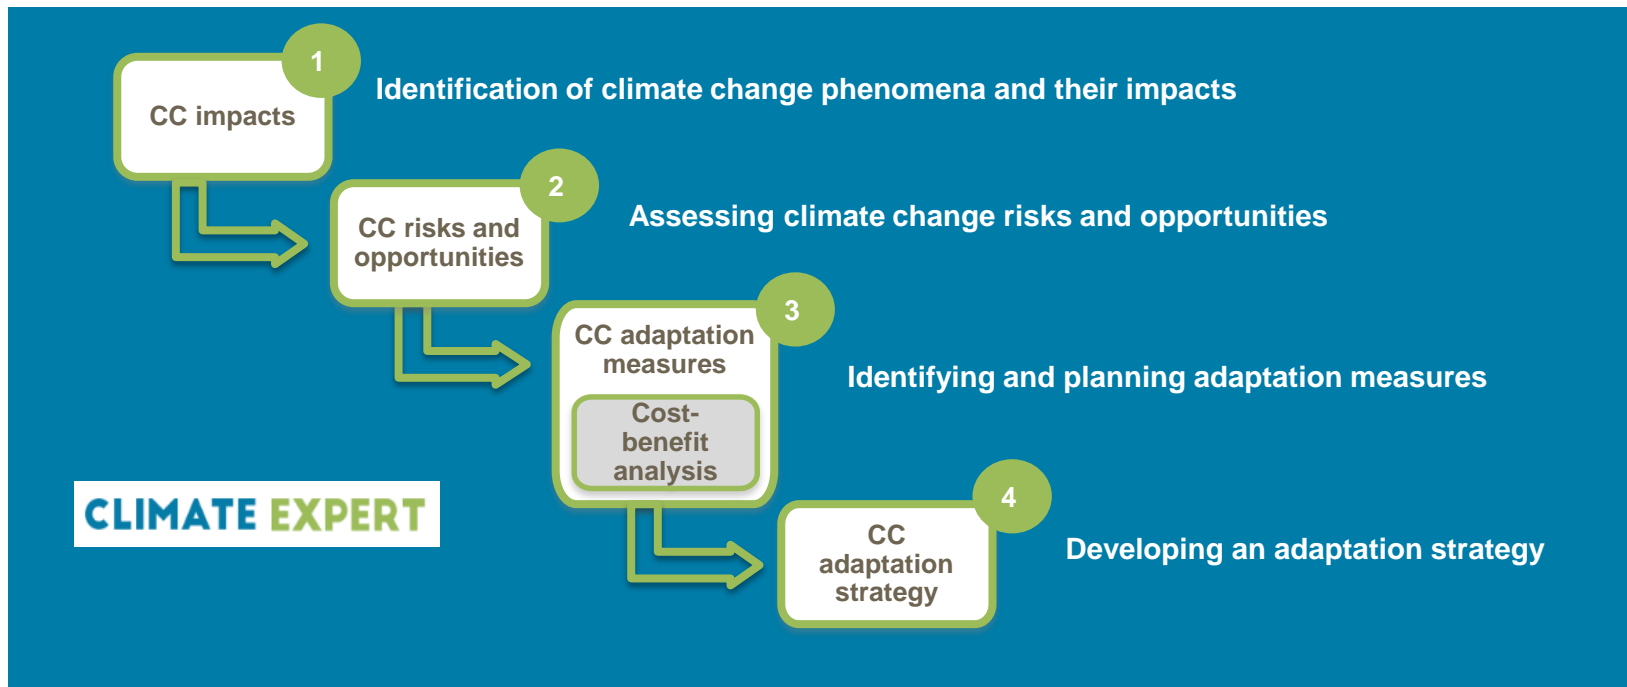 1
CC impacts
Identification of climate change phenomena and their impacts
2
CC risks and
opportunities
Assessing climate change risks and opportunities
3
CC adaptation
measures
Cost-
benefit
analysis
Identifying and planning adaptation measures
4
CC
adaptation
strategy
Developing an adaptation strategy
CLIMATE EXPERT